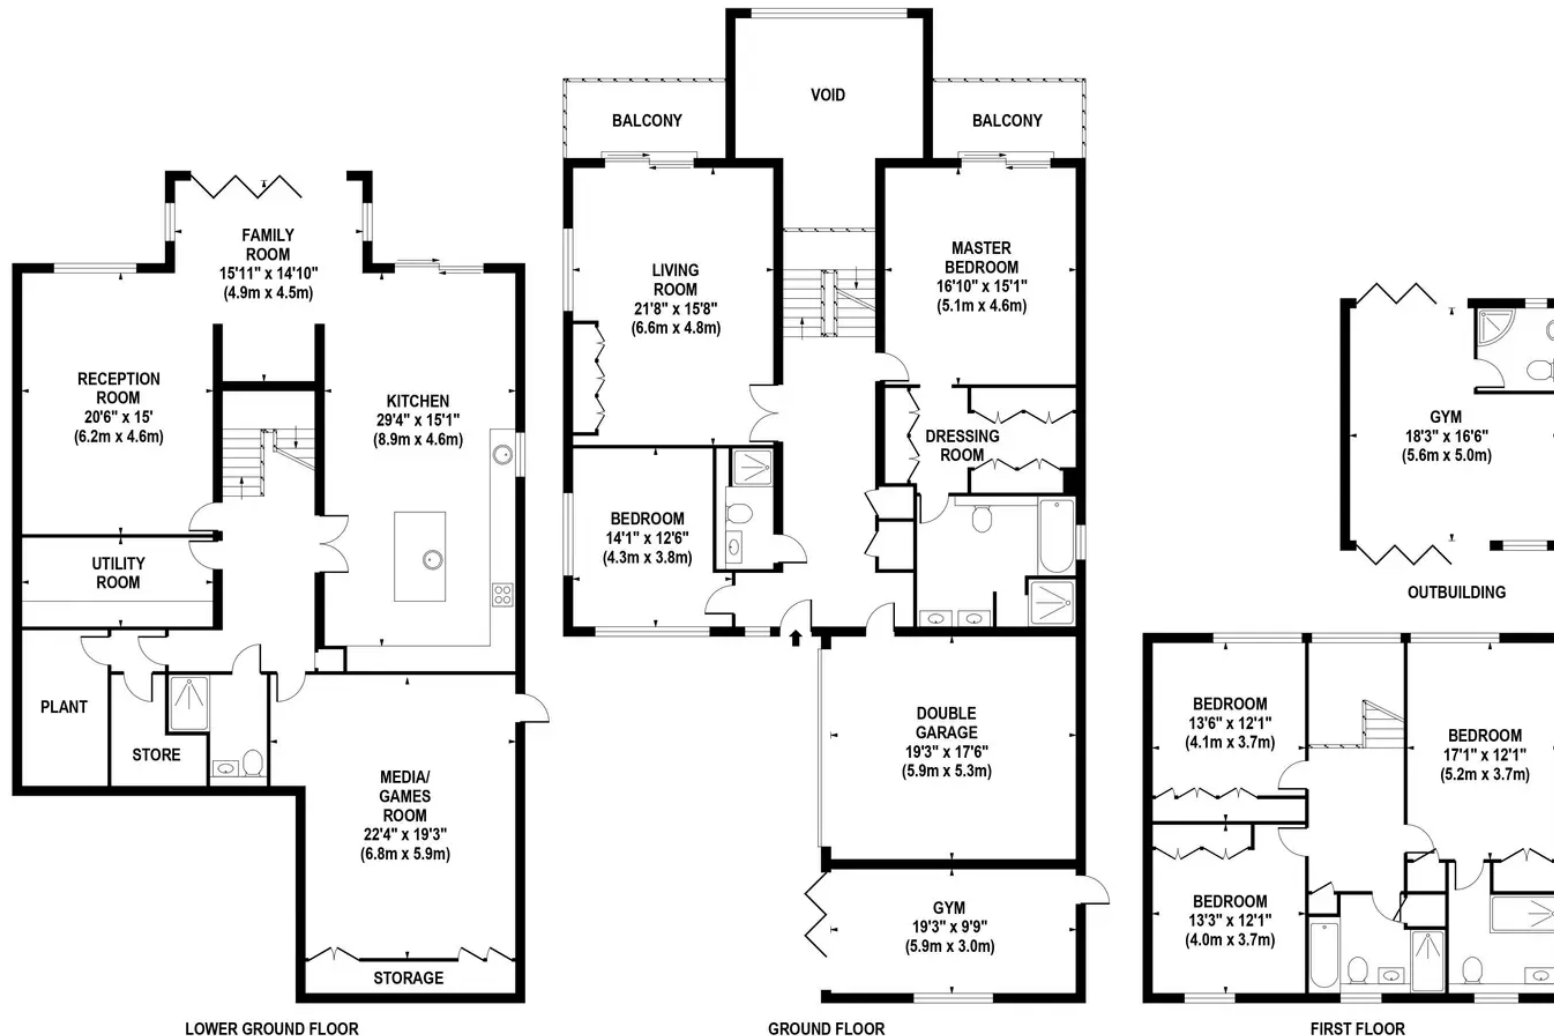 FAMILY
ROOM
15'11" x 14'10"
(4.9m x 4.5m)
RECEPTION
ROOM
20'6" x 15'
(6.2m x 4.6m)
KITCHEN
29'4" x 15'1"
(8.9m x 4.6m)
UTILITY
ROOM
PLANT
STORE
MEDIA/
GAMES
ROOM
22'4" x 19'3"
(6.8m x 5.9m)
STORAGE
LOWER GROUND FLOOR
VOID
BALCONY
BALCONY
LIVING
ROOM
21'8" x 15'8"
(6.6m x 4.8m)
MASTER
BEDROOM
16'10" x 15'1"
(5.1m x 4.6m)
DRESSING
ROOM
BEDROOM
14'1" x 12'6"
(4.3m x 3.8m)
DOUBLE
GARAGE
19'3" x 17'6"
(5.9m x 5.3m)
GYM
19'3" x 9'9"
(5.9m x 3.0m)
GROUND FLOOR
GYM
18'3" x 16'6"
(5.6m x 5.0m)
OUTBUILDING
BEDROOM
13'6" x 12'1"
(4.1m x 3.7m)
BEDROOM
17'1" x 12'1"
(5.2m x 3.7m)
BEDROOM
13'3" x 12'1"
(4.0m x 3.7m)
FIRST FLOOR